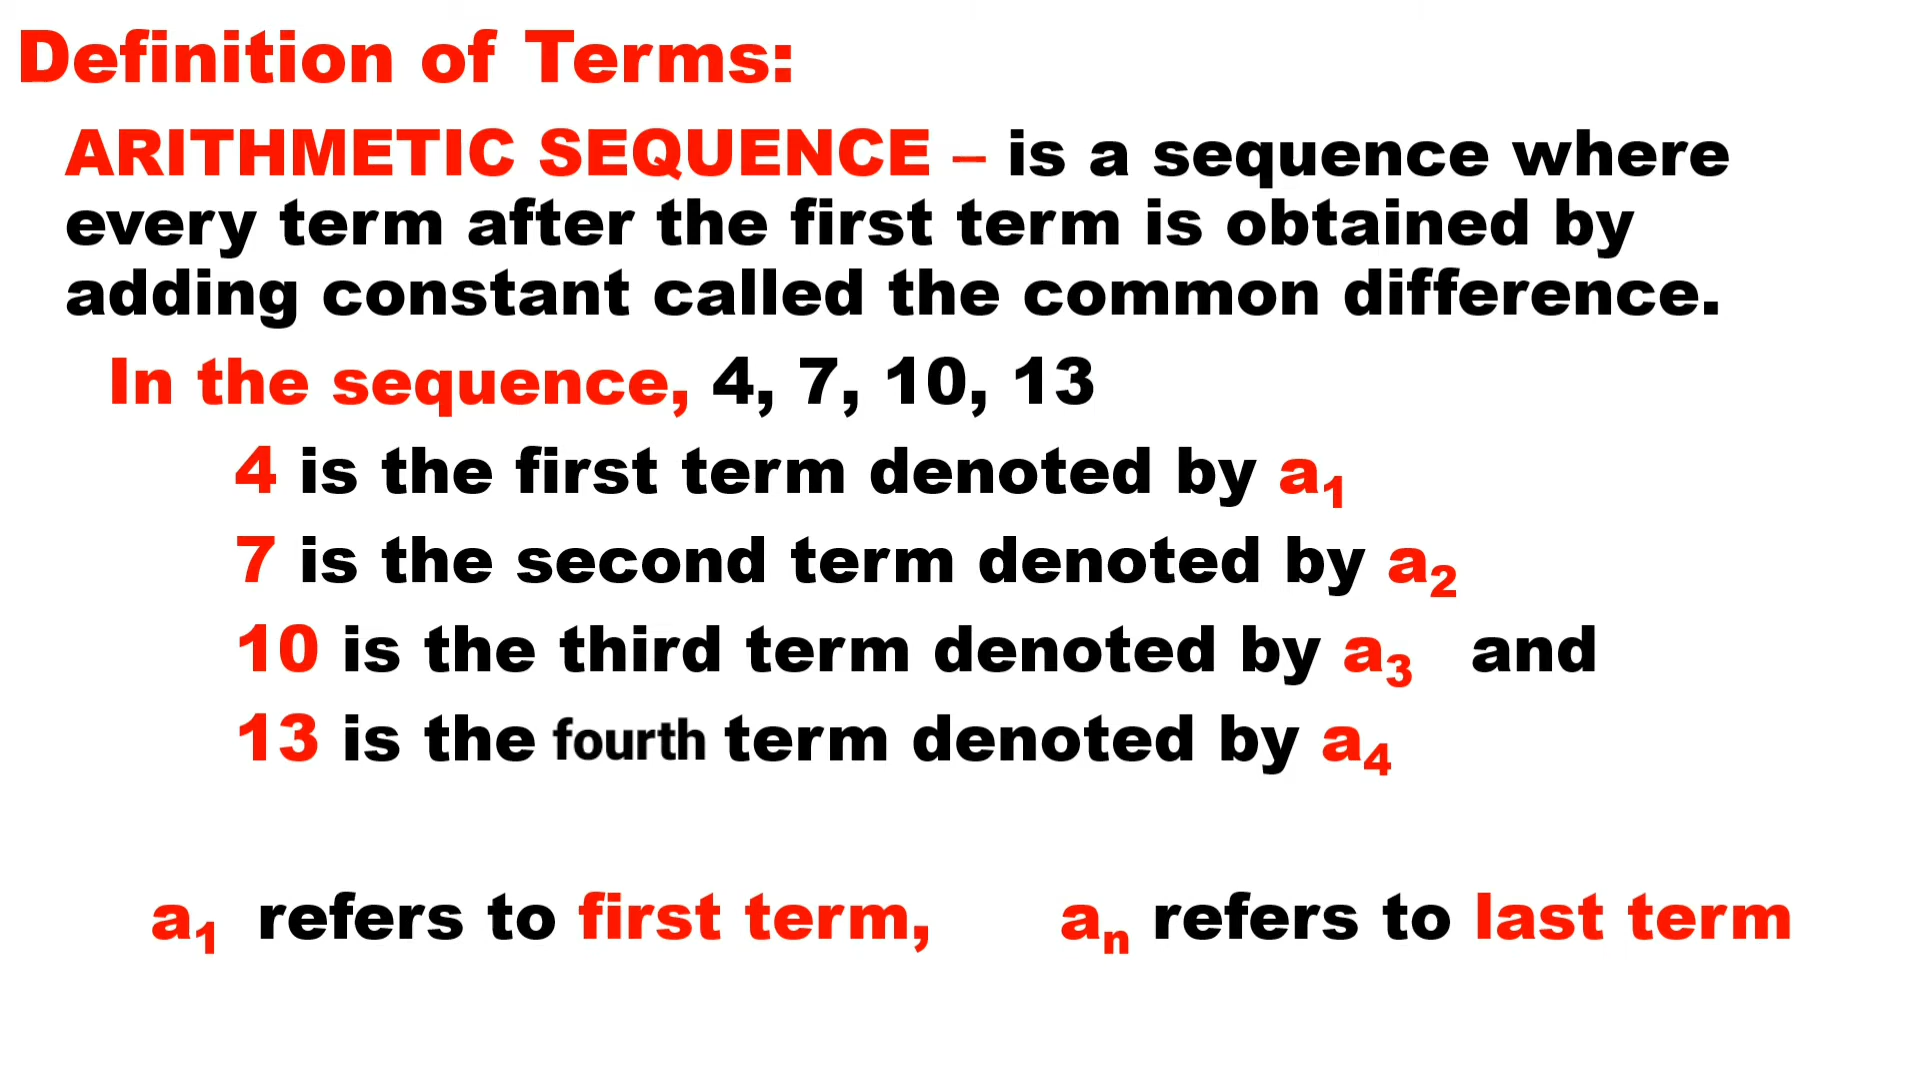 Definition of Terms:
ARITHMETIC SEQUENCE – is a sequence where
every term after the first term is obtained by
adding constant called the common difference.
In the sequence, 4, 7, 10, 13
4 is the first term denoted by a₁
7 is the second term denoted by a₂
10 is the third term denoted by a₃ and
13 is the fourth term denoted by a₄
a₁ refers to first term, aₙ refers to last term